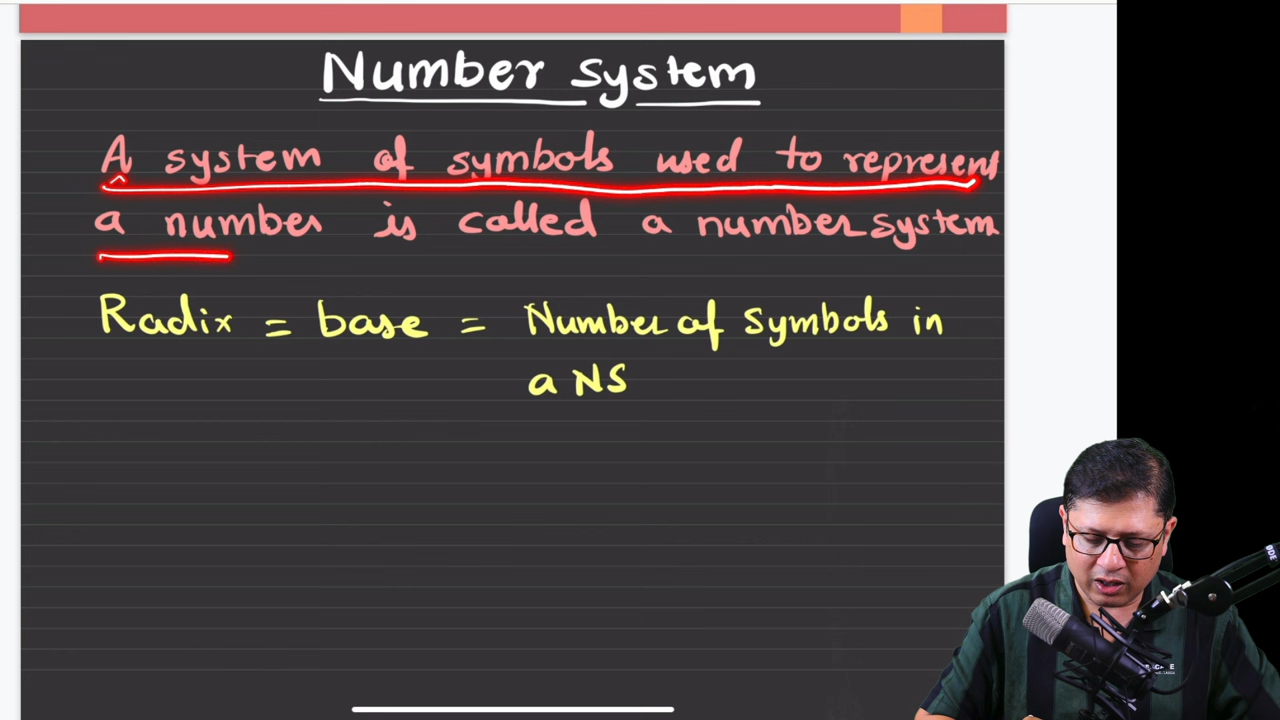 Number system
A system of symbols used to represent
a number is called a number system
Radix = base = Number of symbols in
a NS